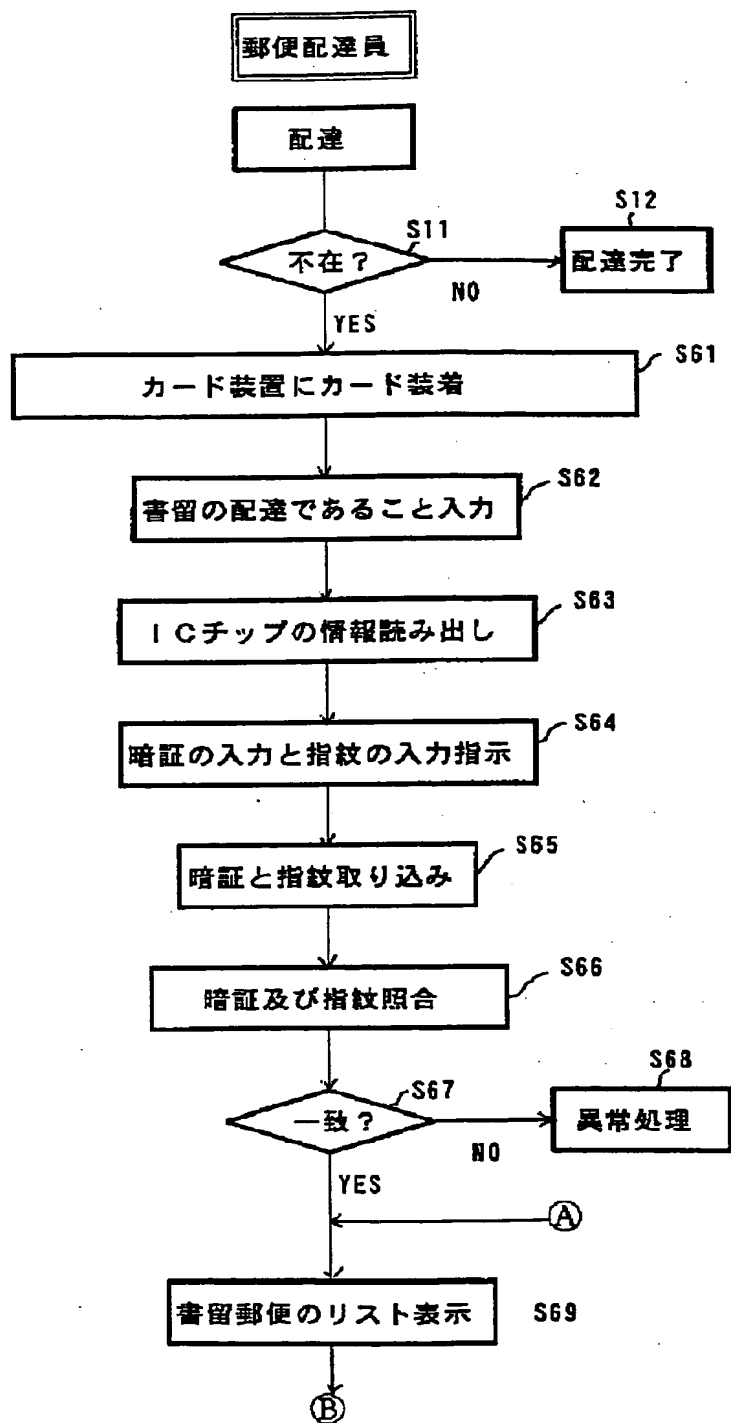 郵便配達員
配達
S11
不在?
NO
YES
S12
配達完了
S61
カード装置にカード装着
S62
書留の配達であること入力
S63
ICチップの情報読み出し
S64
暗証の入力と指紋の入力指示
S65
暗証と指紋取り込み
S66
暗証及び指紋照合
S67
一致?
NO
YES
S68
異常処理
A
書留郵便のリスト表示
S69
B